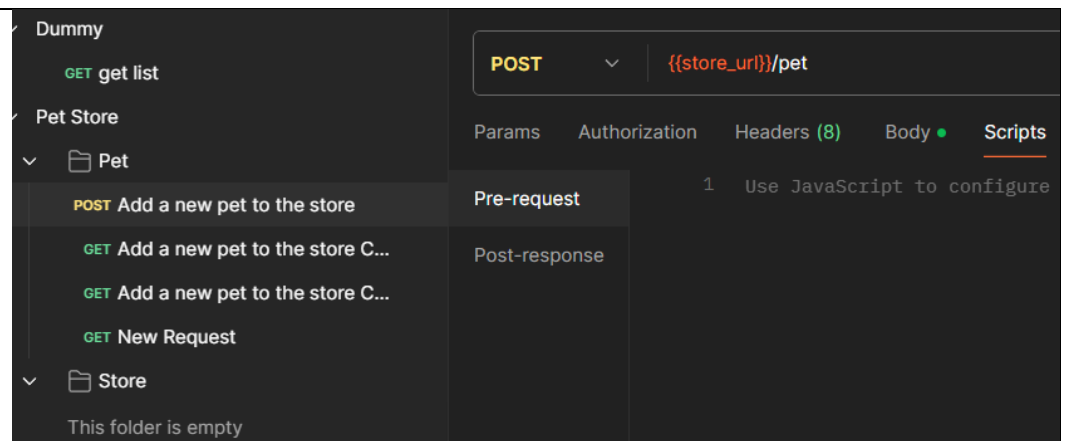 Dummy
GET get list
Pet Store
Pet
POST Add a new pet to the store
GET Add a new pet to the store C...
GET Add a new pet to the store C...
GET New Request
Store
This folder is empty
POST {{store_url}}/pet
Params Authorization Headers (8) Body Scripts
Pre-request
Post-response
1 Use JavaScript to configure